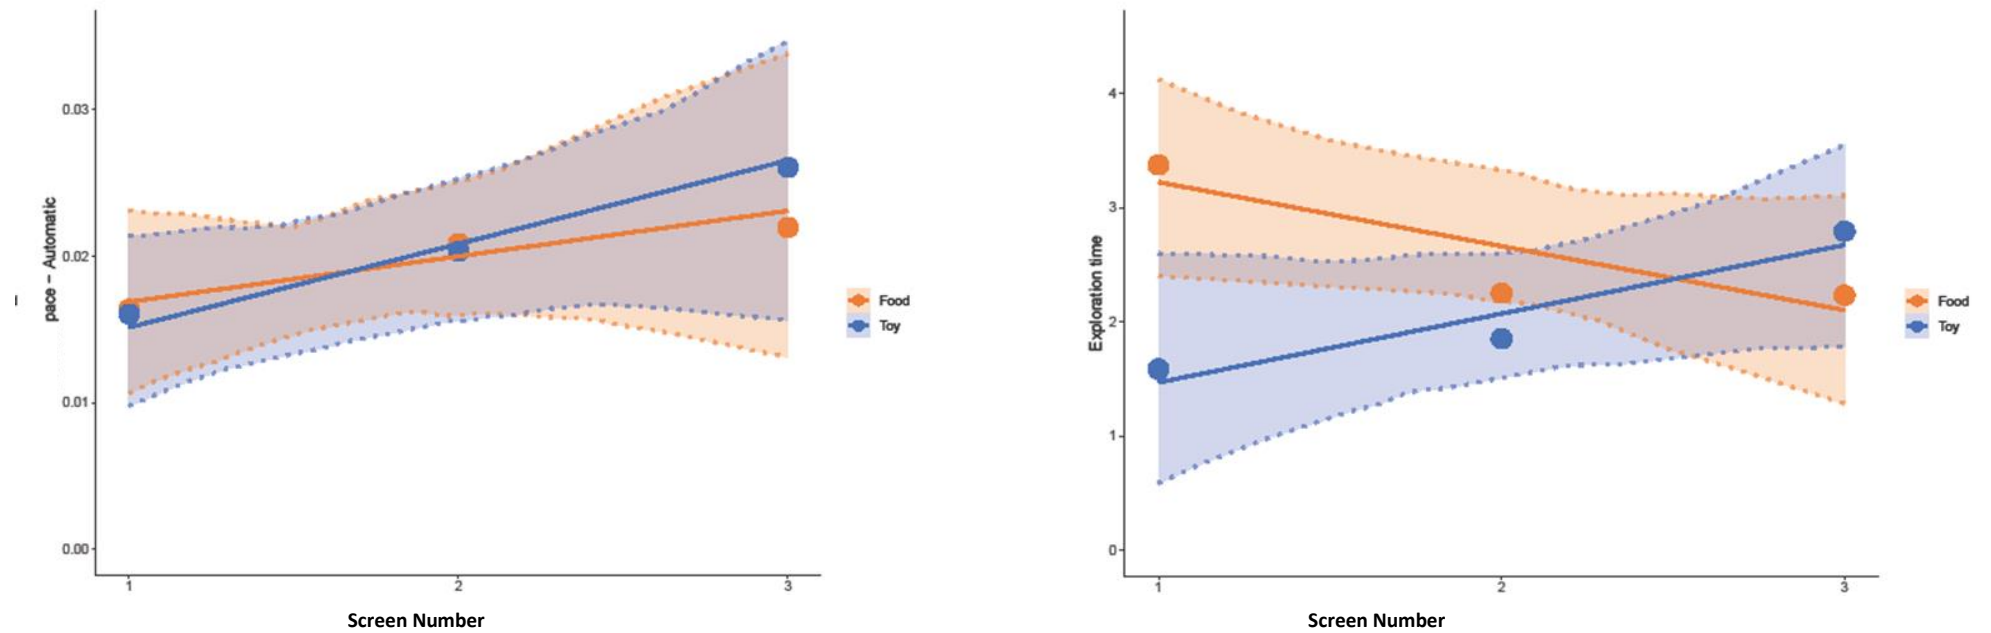 pace – Automatic
0.03
0.02
0.01
0.00
1 2 3
Screen Number
Food
Toy
Exploration time
4
3
2
1
0
1 2 3
Screen Number
Food
Toy